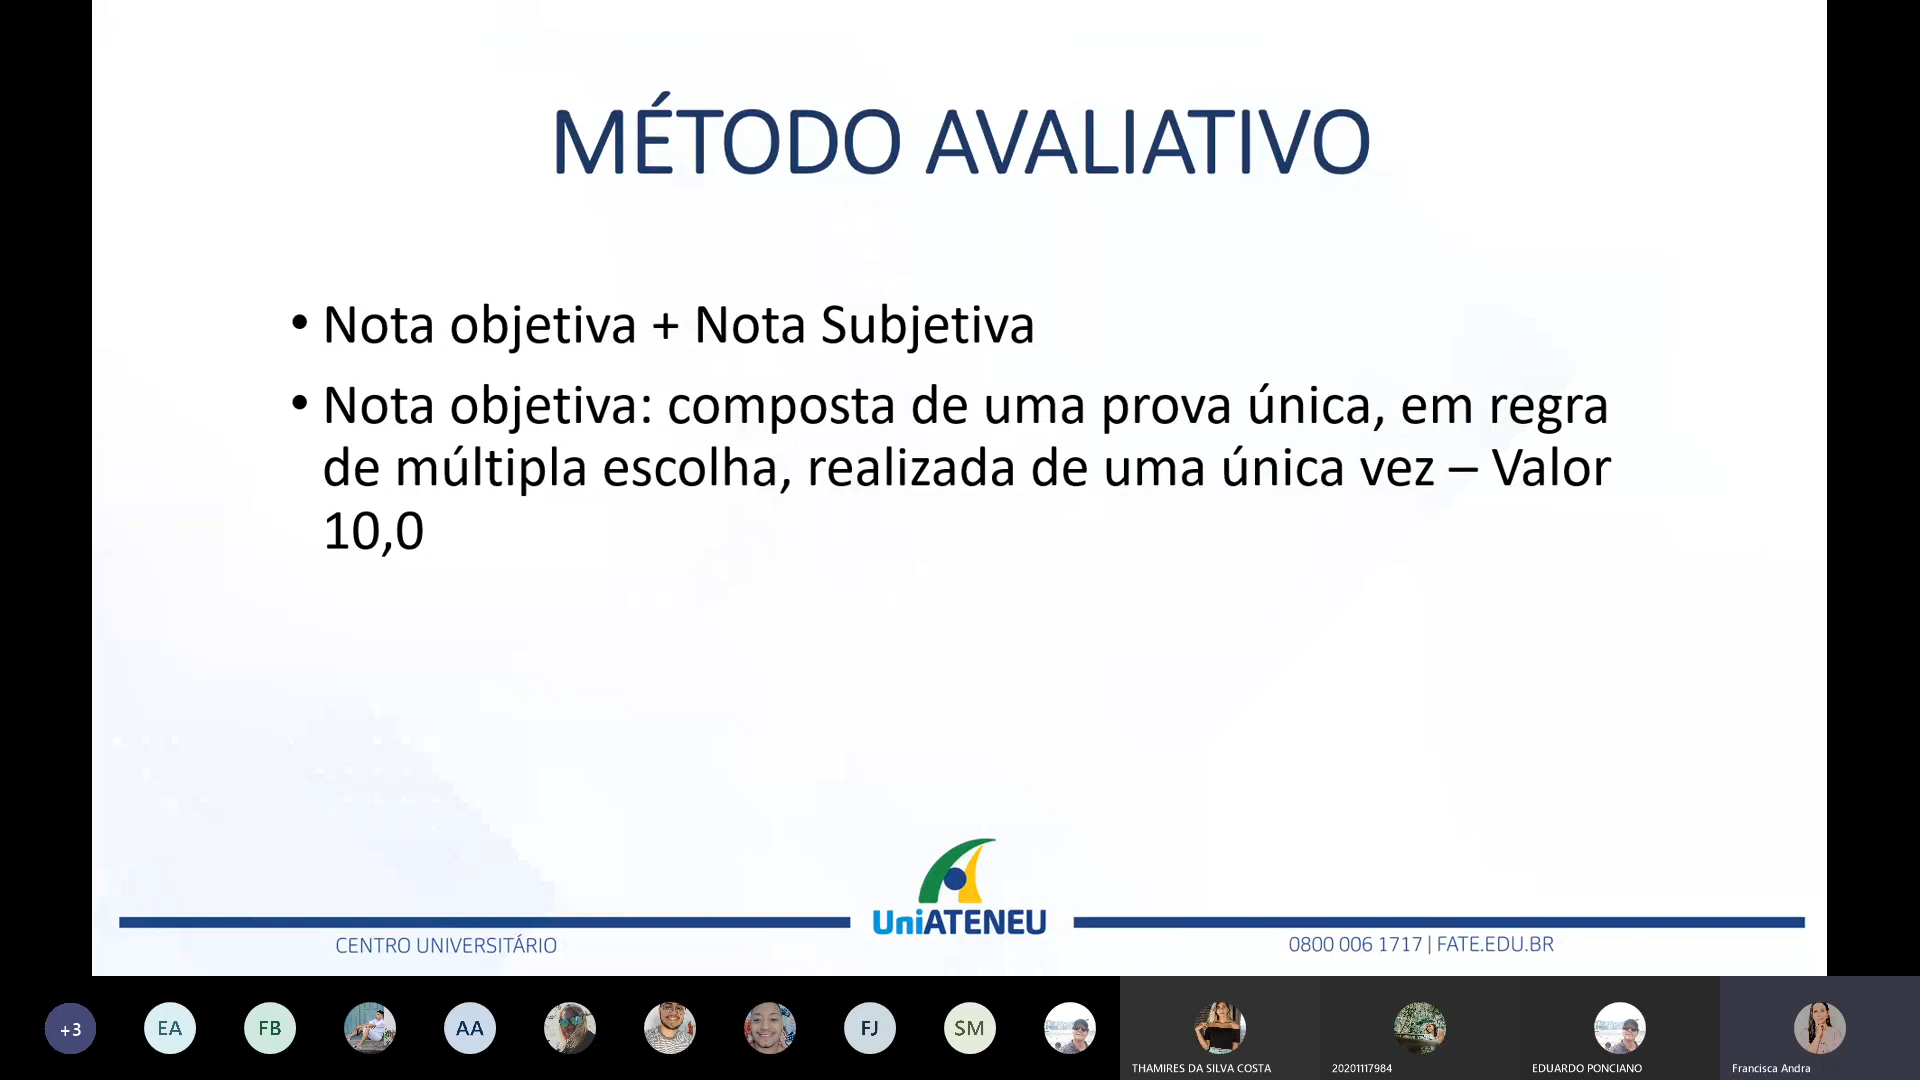 MÉTODO AVALIATIVO
• Nota objetiva + Nota Subjetiva
• Nota objetiva: composta de uma prova única, em regra
de múltipla escolha, realizada de uma única vez – Valor
10,0
UniATENEU
CENTRO UNIVERSITÁRIO
0800 006 1717 | FATE.EDU.BR
+3
EA
FB
AA
FJ
SM
THAMIRES DA SILVA COSTA
20201117984
EDUARDO PONCIANO
Francisca Andra